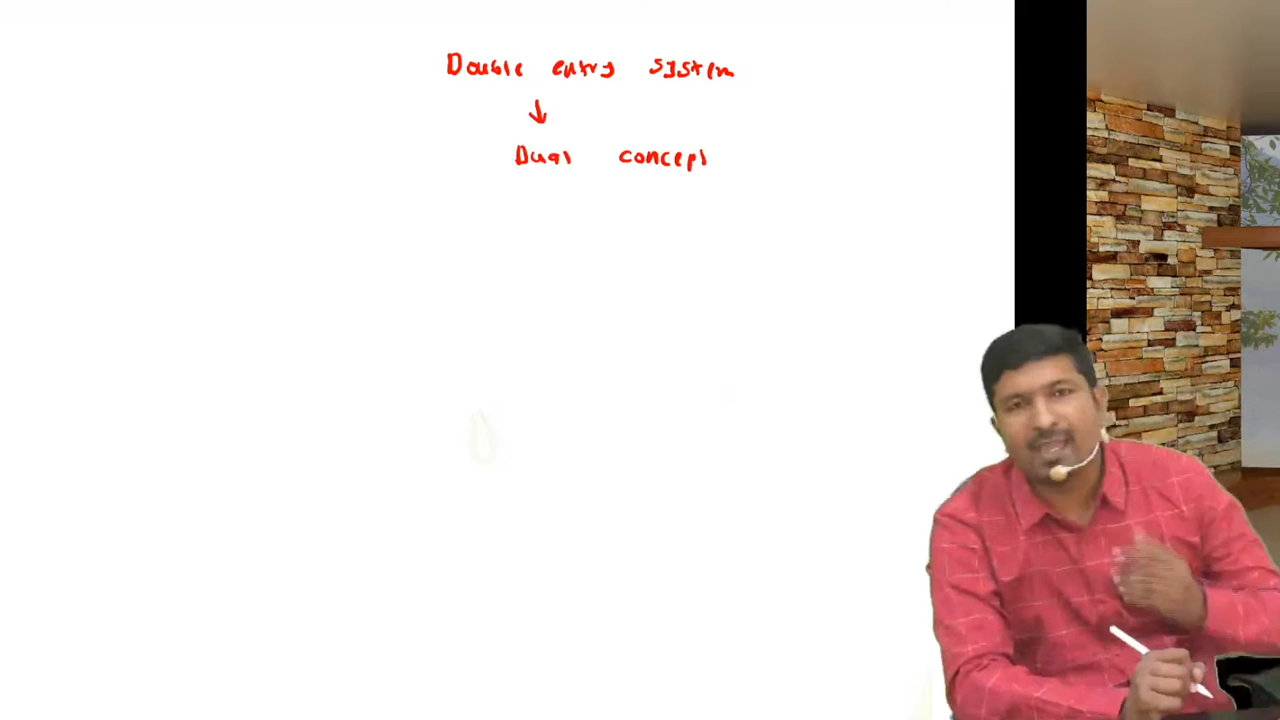 Double entry system
↓
Dual concept